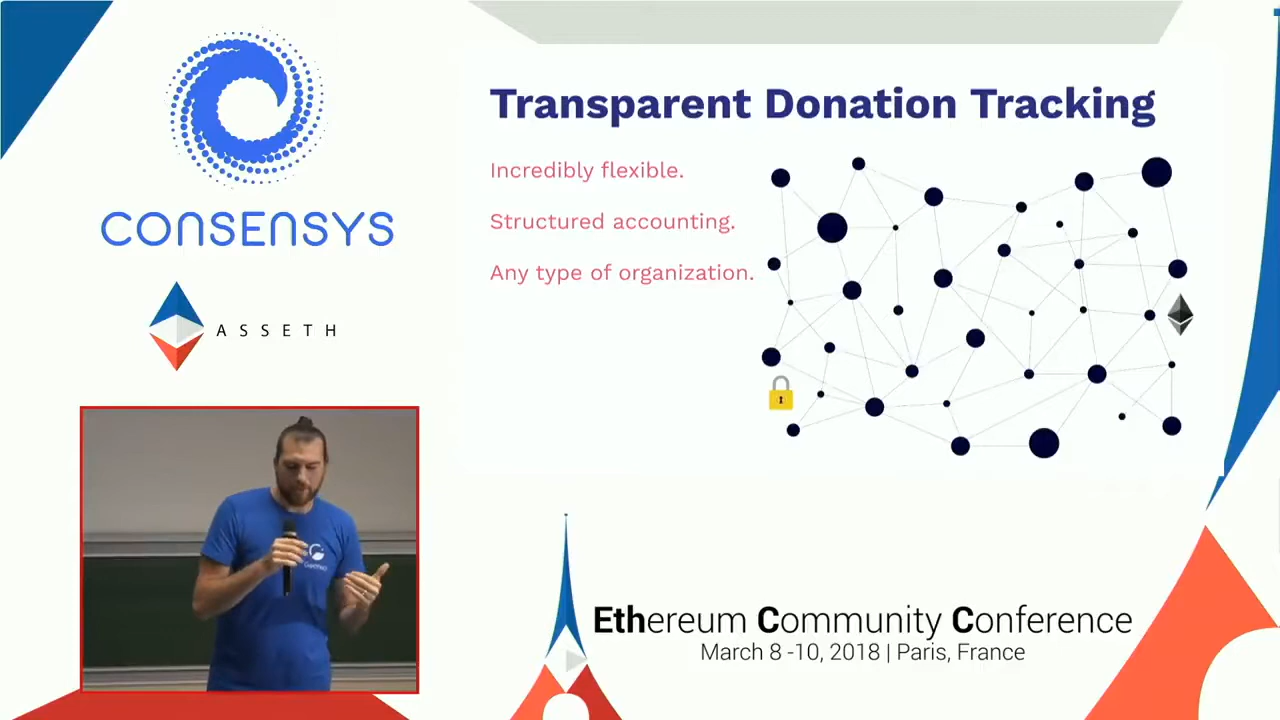 CONSENSYS
ASSETH
Transparent Donation Tracking
Incredibly flexible.
Structured accounting.
Any type of organization.
Ethereum Community Conference
March 8 -10, 2018 | Paris, France